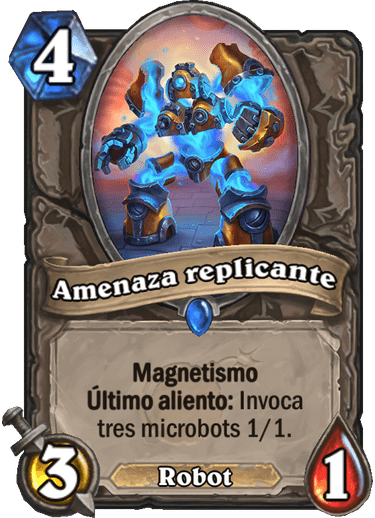 4
Amenaza replicante
Magnetismo
Último aliento: Invoca
tres microbots 1/1.
3
Robot
1